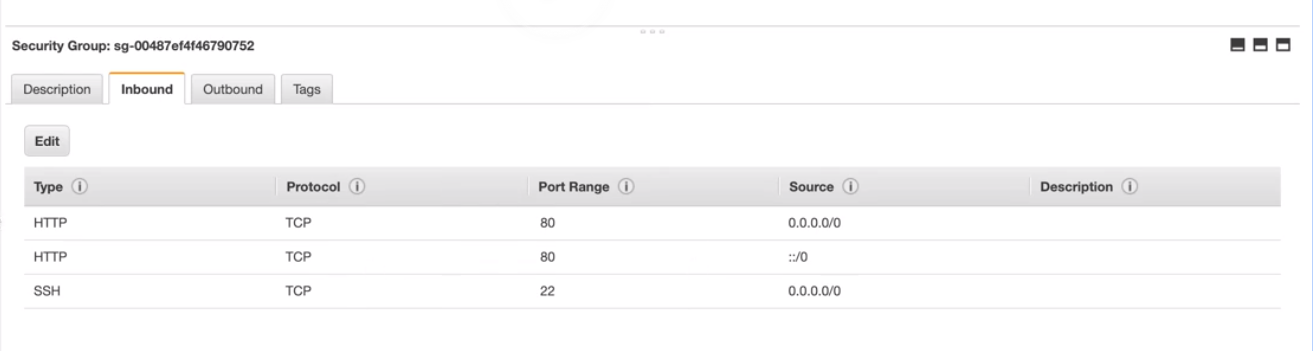 Security Group: sg-00487ef4f46790752
Description Inbound Outbound Tags
Edit
Type Protocol Port Range Source Description
HTTP TCP 80 0.0.0.0/0
HTTP TCP 80 ::/0
SSH TCP 22 0.0.0.0/0